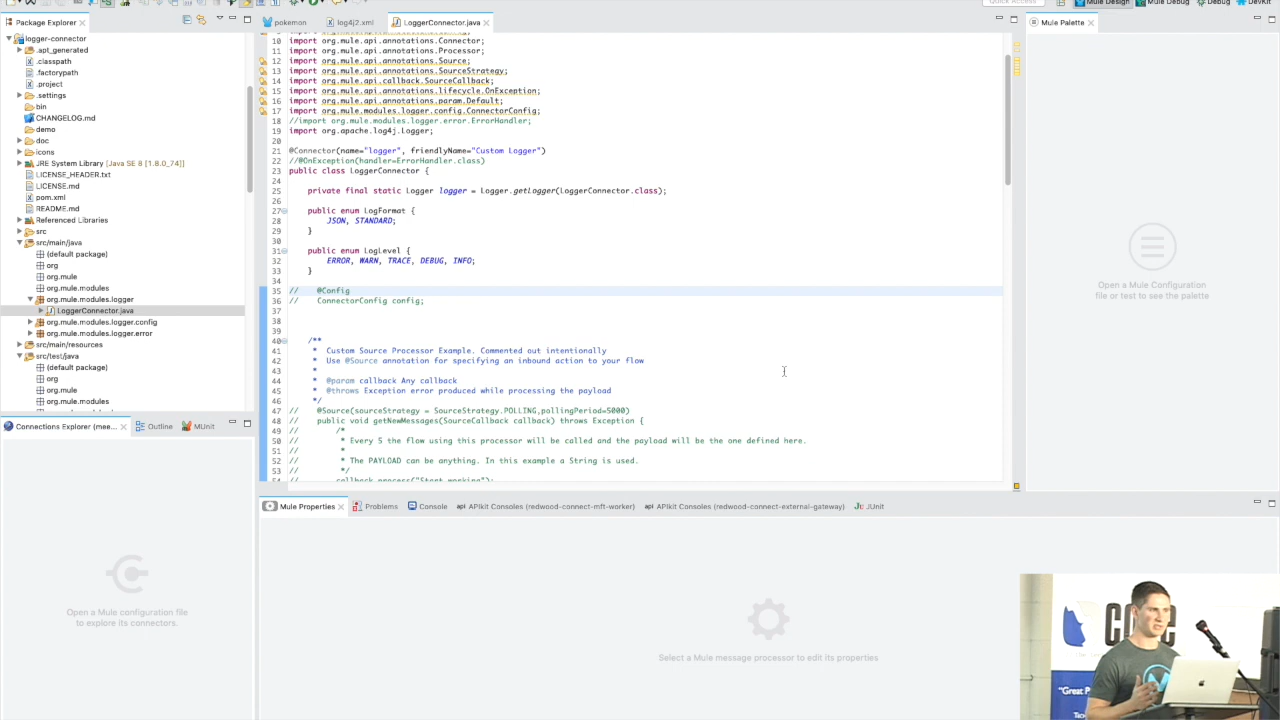 Quick Access
Mule Design
Mule Debug
Debug
DevKit
Package Explorer
pokemon
log4j2.xml
LoggerConnector.java
Mule Palette
logger-connector
.apt_generated
.classpath
.factorypath
.project
.settings
bin
CHANGELOG.md
demo
doc
icons
JRE System Library [Java SE 8 [1.8.0_74]]
LICENSE_HEADER.txt
LICENSE.md
pom.xml
README.md
Referenced Libraries
src
src/main/java
(default package)
org
org.mule
org.mule.modules
org.mule.modules.logger
LoggerConnector.java
org.mule.modules.logger.config
org.mule.modules.logger.error
src/main/resources
src/test/java
(default package)
org
org.mule
org.mule.modules
10 import org.mule.api.annotations.Connector;
11 import org.mule.api.annotations.Processor;
12 import org.mule.api.annotations.Source;
13 import org.mule.api.annotations.SourceStrategy;
14 import org.mule.api.callback.SourceCallback;
15 import org.mule.api.annotations.lifecycle.OnException;
16 import org.mule.api.annotations.param.Default;
17 import org.mule.modules.logger.config.ConnectorConfig;
18 //import org.mule.modules.logger.error.ErrorHandler;
19 import org.apache.log4j.Logger;
20
21 @Connector(name="logger", friendlyName="Custom Logger")
22 //@OnException(handler=ErrorHandler.class)
23 public class LoggerConnector {
24
25 private final static Logger logger = Logger.getLogger(LoggerConnector.class);
26
27 public enum LogFormat {
28 JSON, STANDARD;
29 }
30
31 public enum LogLevel {
32 ERROR, WARN, TRACE, DEBUG, INFO;
33 }
34
35 // @Config
36 // ConnectorConfig config;
37
38
39
40 /**
41 * Custom Source Processor Example. Commented out intentionally
42 * Use @Source annotation for specifying an inbound action to your flow
43 *
44 * @param callback Any callback
45 * @throws Exception error produced while processing the payload
46 */
47 // @Source(sourceStrategy = SourceStrategy.POLLING,pollingPeriod=5000)
48 // public void getNewMessages(SourceCallback callback) throws Exception {
49 // /*
50 // * Every 5 the flow using this processor will be called and the payload will be the one defined here.
51 // *
52 // * The PAYLOAD can be anything. In this example a String is used.
53 // */
54 // callback.process("Start working");
Open a Mule Configuration
file or test to see the palette
Connections Explorer (mee...
Outline
MUnit
Open a Mule configuration file
to explore its connectors.
Mule Properties
Problems
Console
APIkit Consoles (redwood-connect-mft-worker)
APIkit Consoles (redwood-connect-external-gateway)
JUnit
Select a Mule message processor to edit its properties
"Great P